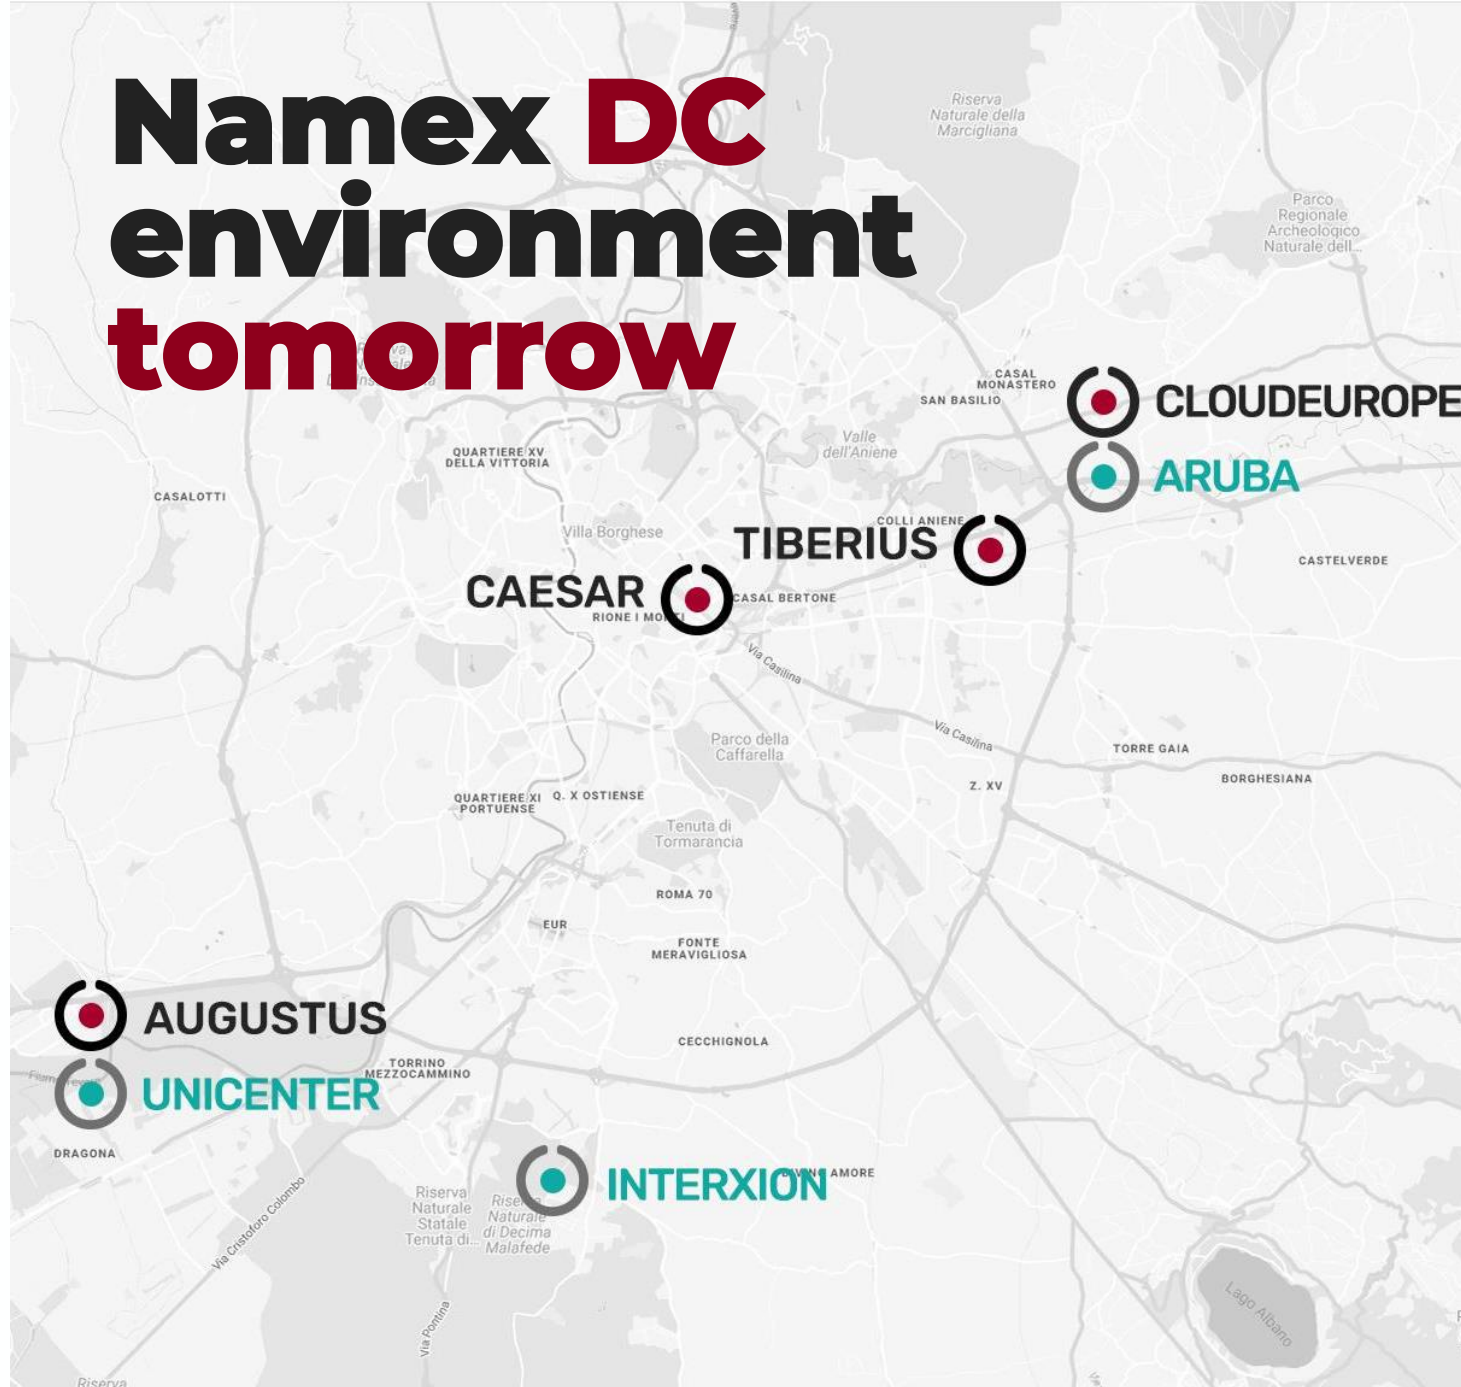 Namex DC
environment
tomorrow
Riserva
Naturale della
Marcigliana
Parco
Regionale
Archeologico
Naturale dell...
CASAL
MONASTERO
SAN BASILIO
CLOUDEUROPE
ARUBA
Valle
dell'Aniene
QUARTIERE XV
DELLA VITTORIA
CASALOTTI
Villa Borghese
COLLI ANIENE
TIBERIUS
CASTELVERDE
CAESAR
CASAL BERTONE
RIONE I MONTI
Via Casilina
Via Casilina
Parco della
Caffarella
TORRE GAIA
BORGHESIANA
Z. XV
QUARTIERE XI
PORTUENSE
Q. X OSTIENSE
Tenuta di
Tormarancia
ROMA 70
EUR
FONTE
MERAVIGLIOSA
AUGUSTUS
CECCHIGNOLA
TORRINO
MEZZOCAMMINO
UNICENTER
DRAGONA
INTERXION
DIVINO AMORE
Riserva
Naturale
Statale
Tenuta di...
Riserva
Naturale
di Decima
Malafede
Via Cristoforo Colombo
Via Pontina
Lago Albano
Riserva